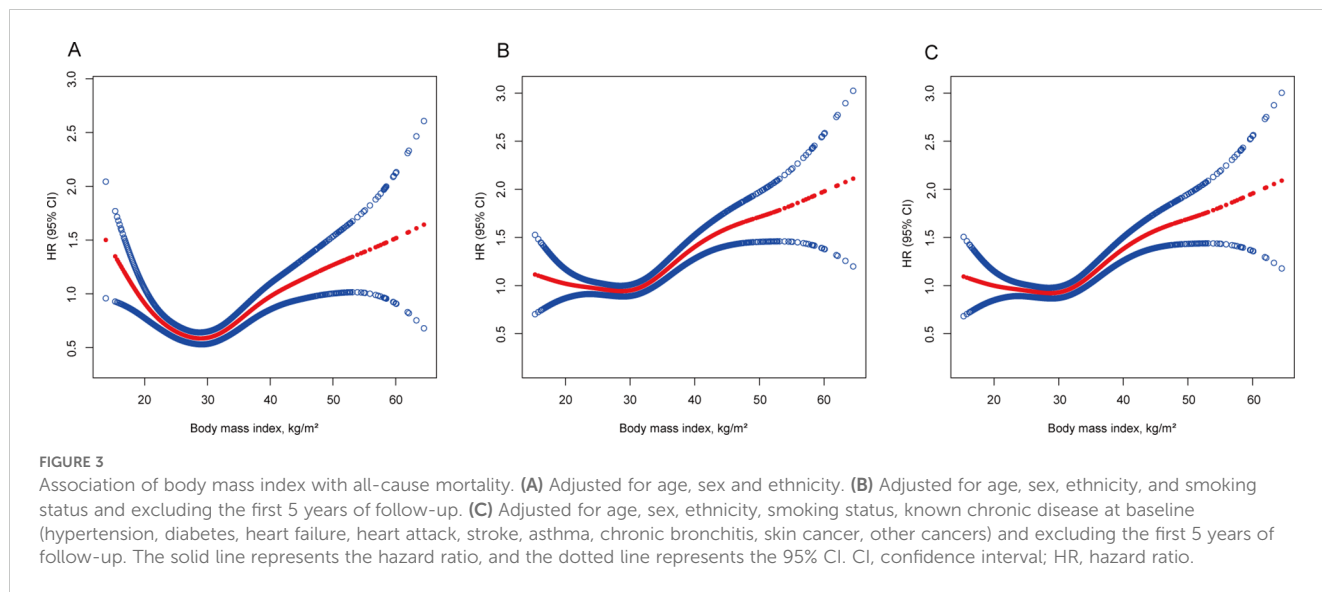 A
B
C
3.0
2.5
2.0
1.5
1.0
0.5
HR (95% CI)
20 30 40 50 60
Body mass index, kg/m²
3.0
2.5
2.0
1.5
1.0
0.5
HR (95% CI)
20 30 40 50 60
Body mass index, kg/m²
3.0
2.5
2.0
1.5
1.0
0.5
HR (95% CI)
20 30 40 50 60
Body mass index, kg/m²
FIGURE 3
Association of body mass index with all-cause mortality. (A) Adjusted for age, sex and ethnicity. (B) Adjusted for age, sex, ethnicity, and smoking
status and excluding the first 5 years of follow-up. (C) Adjusted for age, sex, ethnicity, smoking status, known chronic disease at baseline
(hypertension, diabetes, heart failure, heart attack, stroke, asthma, chronic bronchitis, skin cancer, other cancers) and excluding the first 5 years of
follow-up. The solid line represents the hazard ratio, and the dotted line represents the 95% CI. CI, confidence interval; HR, hazard ratio.